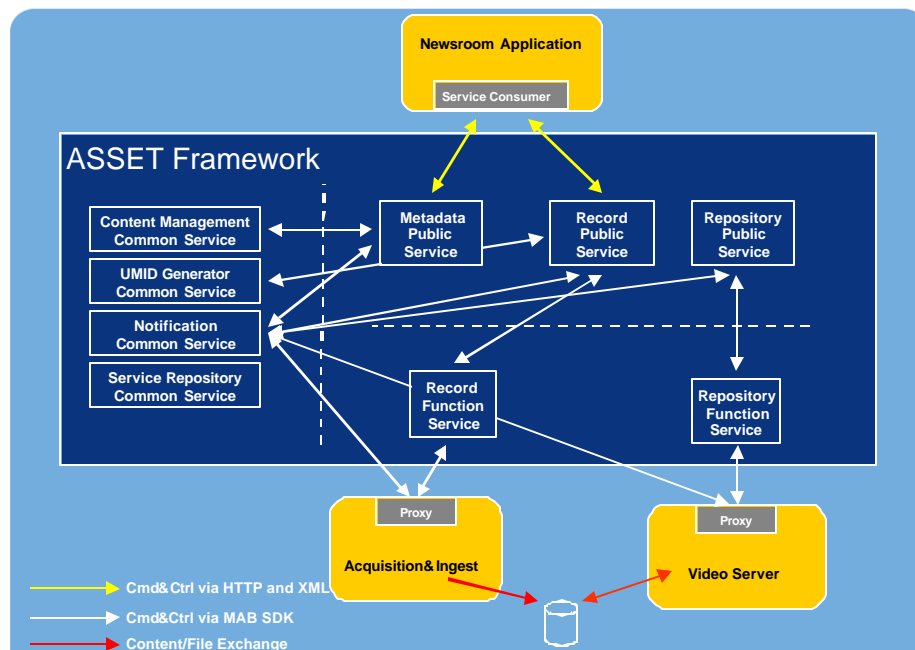 Newsroom Application
Service Consumer
ASSET Framework
Content Management
Common Service
UMID Generator
Common Service
Notification
Common Service
Service Repository
Common Service
Metadata
Public
Service
Record
Public
Service
Repository
Public
Service
Record
Function
Service
Repository
Function
Service
Proxy
Acquisition& Ingest
Proxy
Video Server
Cmd&Ctrl via HTTP and XML
Cmd&Ctrl via MAB SDK
Content/File Exchange